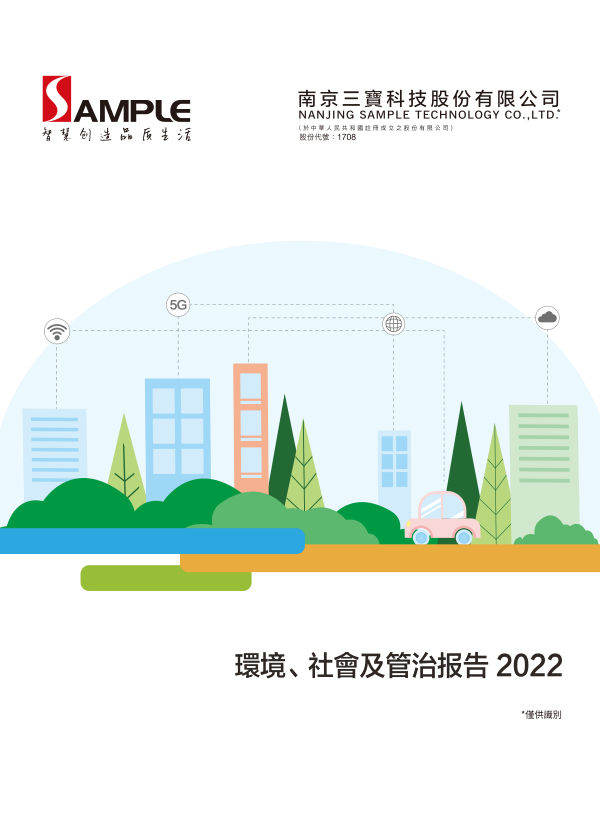 SAMPLE
智慧创造品质生活
南京三寶科技股份有限公司
NANJING SAMPLE TECHNOLOGY CO.,LTD.*
（於中華人民共和國註冊成立之股份有限公司）
股份代號：1708
5G
環境、社會及管治报告 2022
*僅供識別